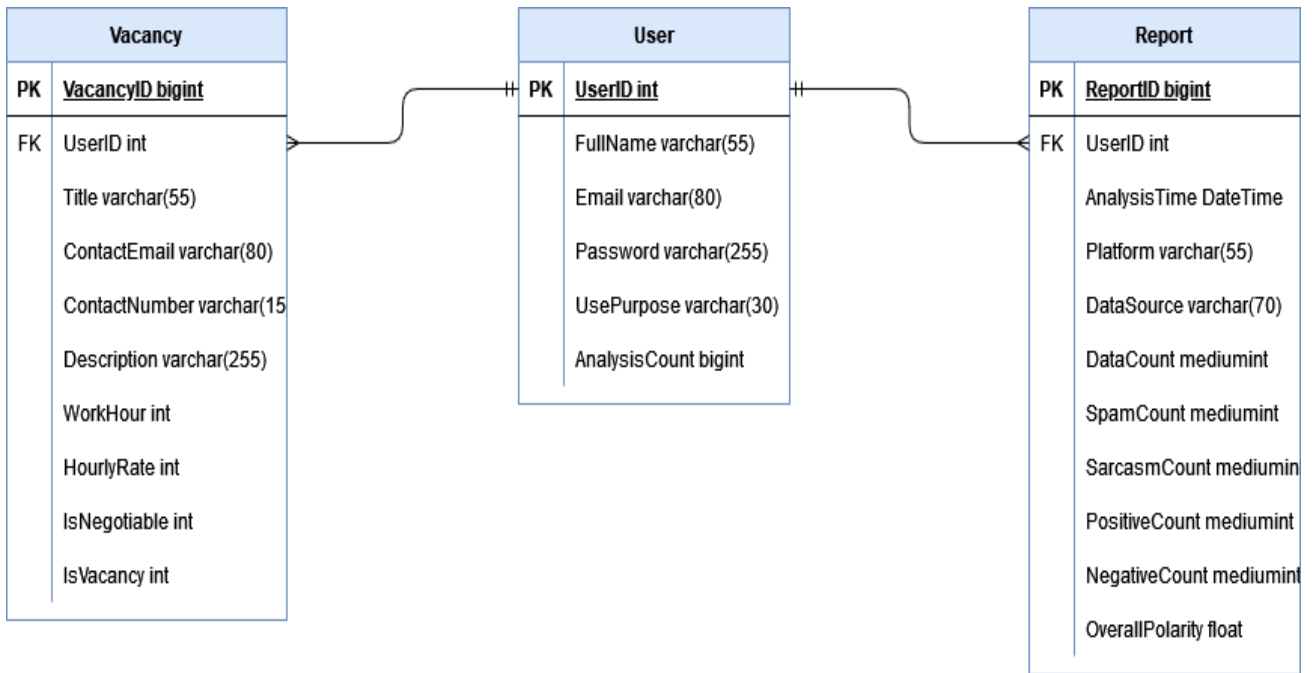 Vacancy
PK VacancyID bigint
FK UserID int
Title varchar(55)
ContactEmail varchar(80)
ContactNumber varchar(15
Description varchar(255)
WorkHour int
HourlyRate int
IsNegotiable int
IsVacancy int
User
PK UserID int
FullName varchar(55)
Email varchar(80)
Password varchar(255)
UsePurpose varchar(30)
AnalysisCount bigint
Report
PK ReportID bigint
FK UserID int
AnalysisTime DateTime
Platform varchar(55)
DataSource varchar(70)
DataCount mediumint
SpamCount mediumint
SarcasmCount mediumin
PositiveCount mediumint
NegativeCount mediumint
OverallPolarity float